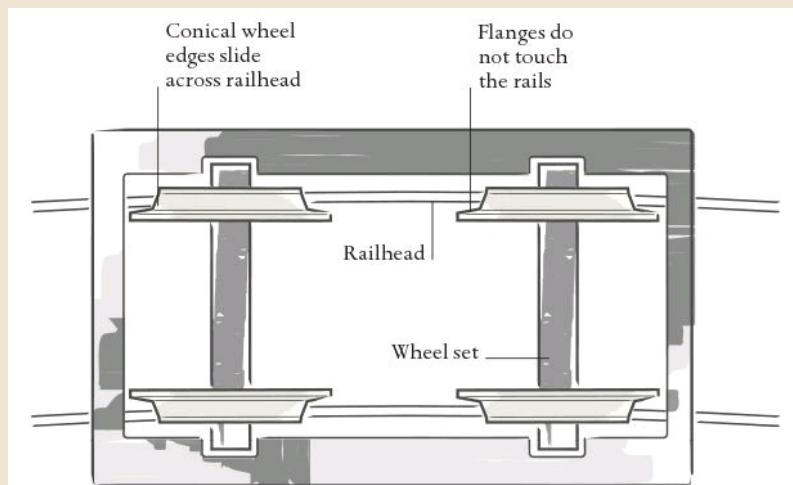 Conical wheel
edges slide
across railhead
Flanges do
not touch
the rails
Railhead
Wheel set